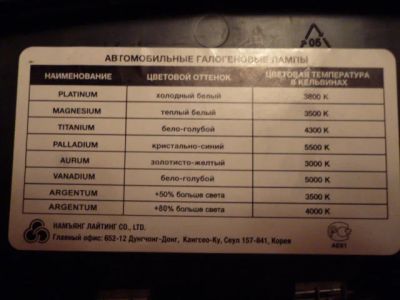 06
АВТОМОБИЛЬНЫЕ ГАЛОГЕНОВЫЕ ЛАМПЫ
НАИМЕНОВАНИЕ ЦВЕТОВОЙ ОТТЕНОК ЦВЕТОВАЯ ТЕМПЕРАТУРА
В КЕЛЬВИНАХ
PLATINUM холодный белый 3800 К
MAGNESIUM теплый белый 3500 К
TITANIUM бело-голубой 4300 К
PALLADIUM кристально-синий 5500 К
AURUM золотисто-желтый 3000 К
VANADIUM бело-голубой 5000 К
ARGENTUM +50% больше света 3500 К
ARGENTUM +80% больше света 4000 К
НАМЪЯНГ ЛАЙТИНГ CO., LTD.
Главный офис: 652-12 Дунгчонг-Донг, Кангсео-Ку, Сеул 157-841, Корея